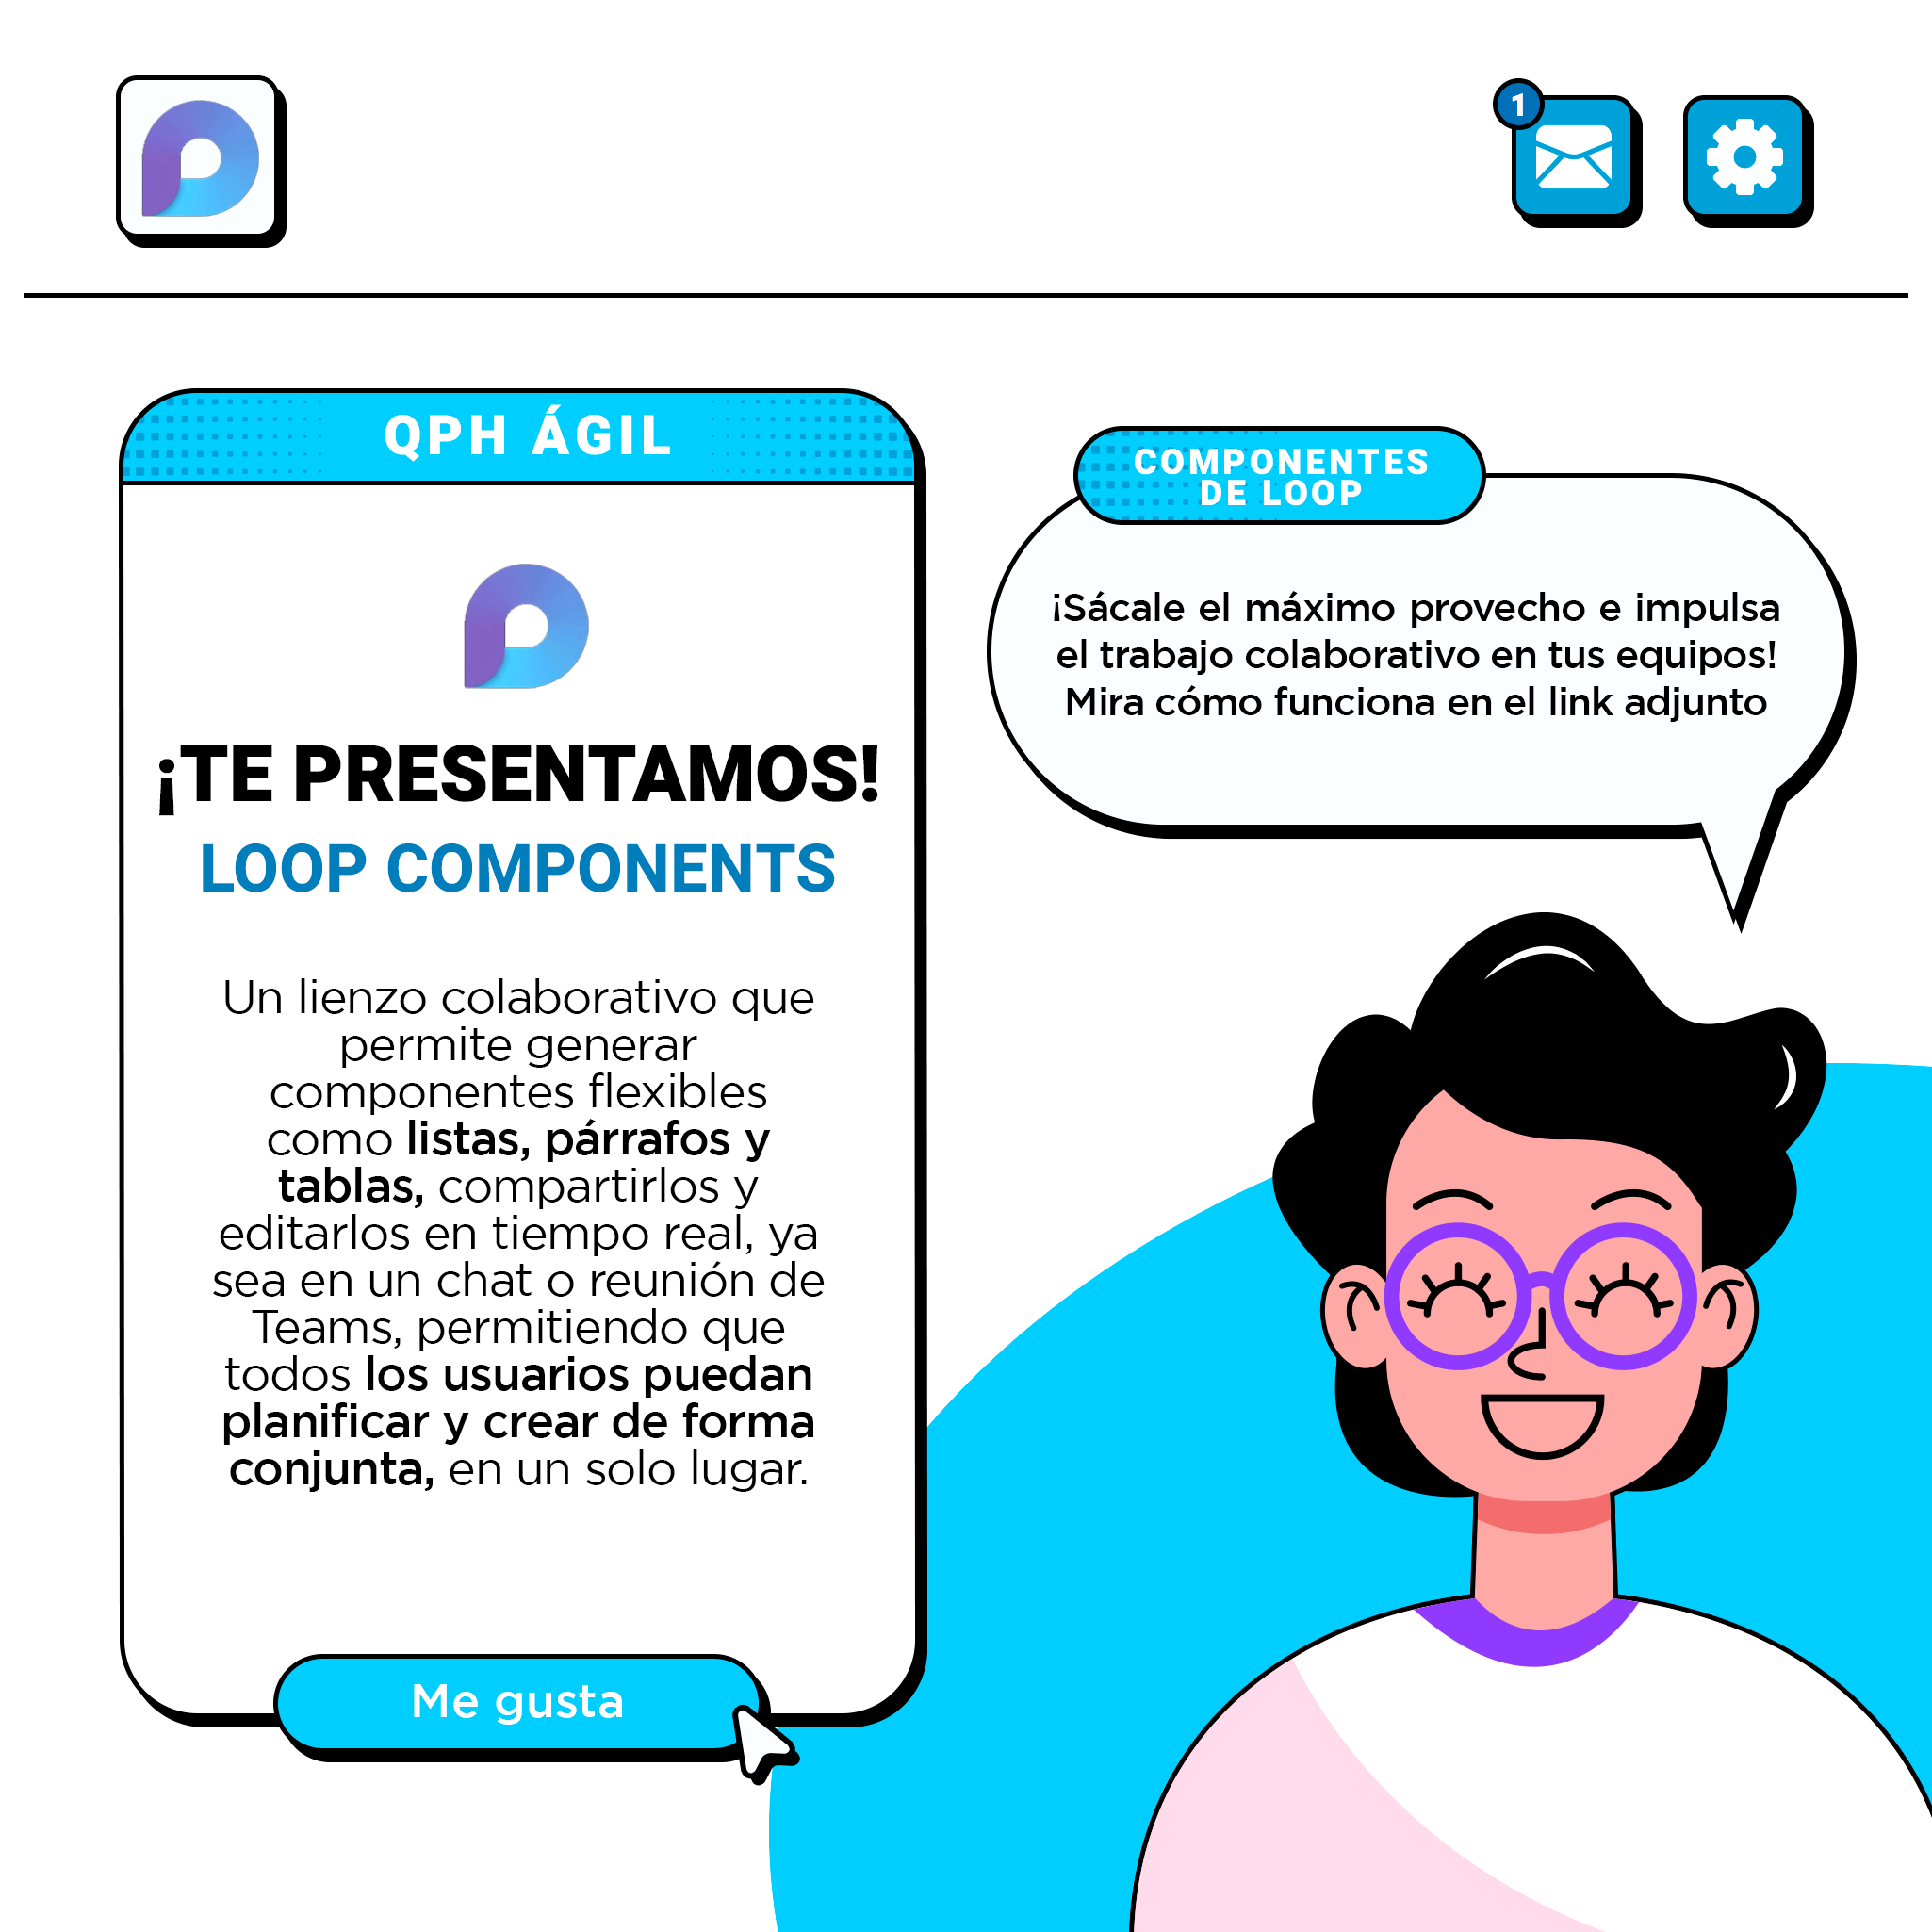 1
QPH ÁGIL
¡TE PRESENTAMOS!
LOOP COMPONENTS
Un lienzo colaborativo que
permite generar
componentes flexibles
como listas, párrafos y
tablas, compartirlos y
editarlos en tiempo real, ya
sea en un chat o reunión de
Teams, permitiendo que
todos los usuarios puedan
planificar y crear de forma
conjunta, en un solo lugar.
Me gusta
COMPONENTES
DE LOOP
¡Sácale el máximo provecho e impulsa
el trabajo colaborativo en tus equipos!
Mira cómo funciona en el link adjunto